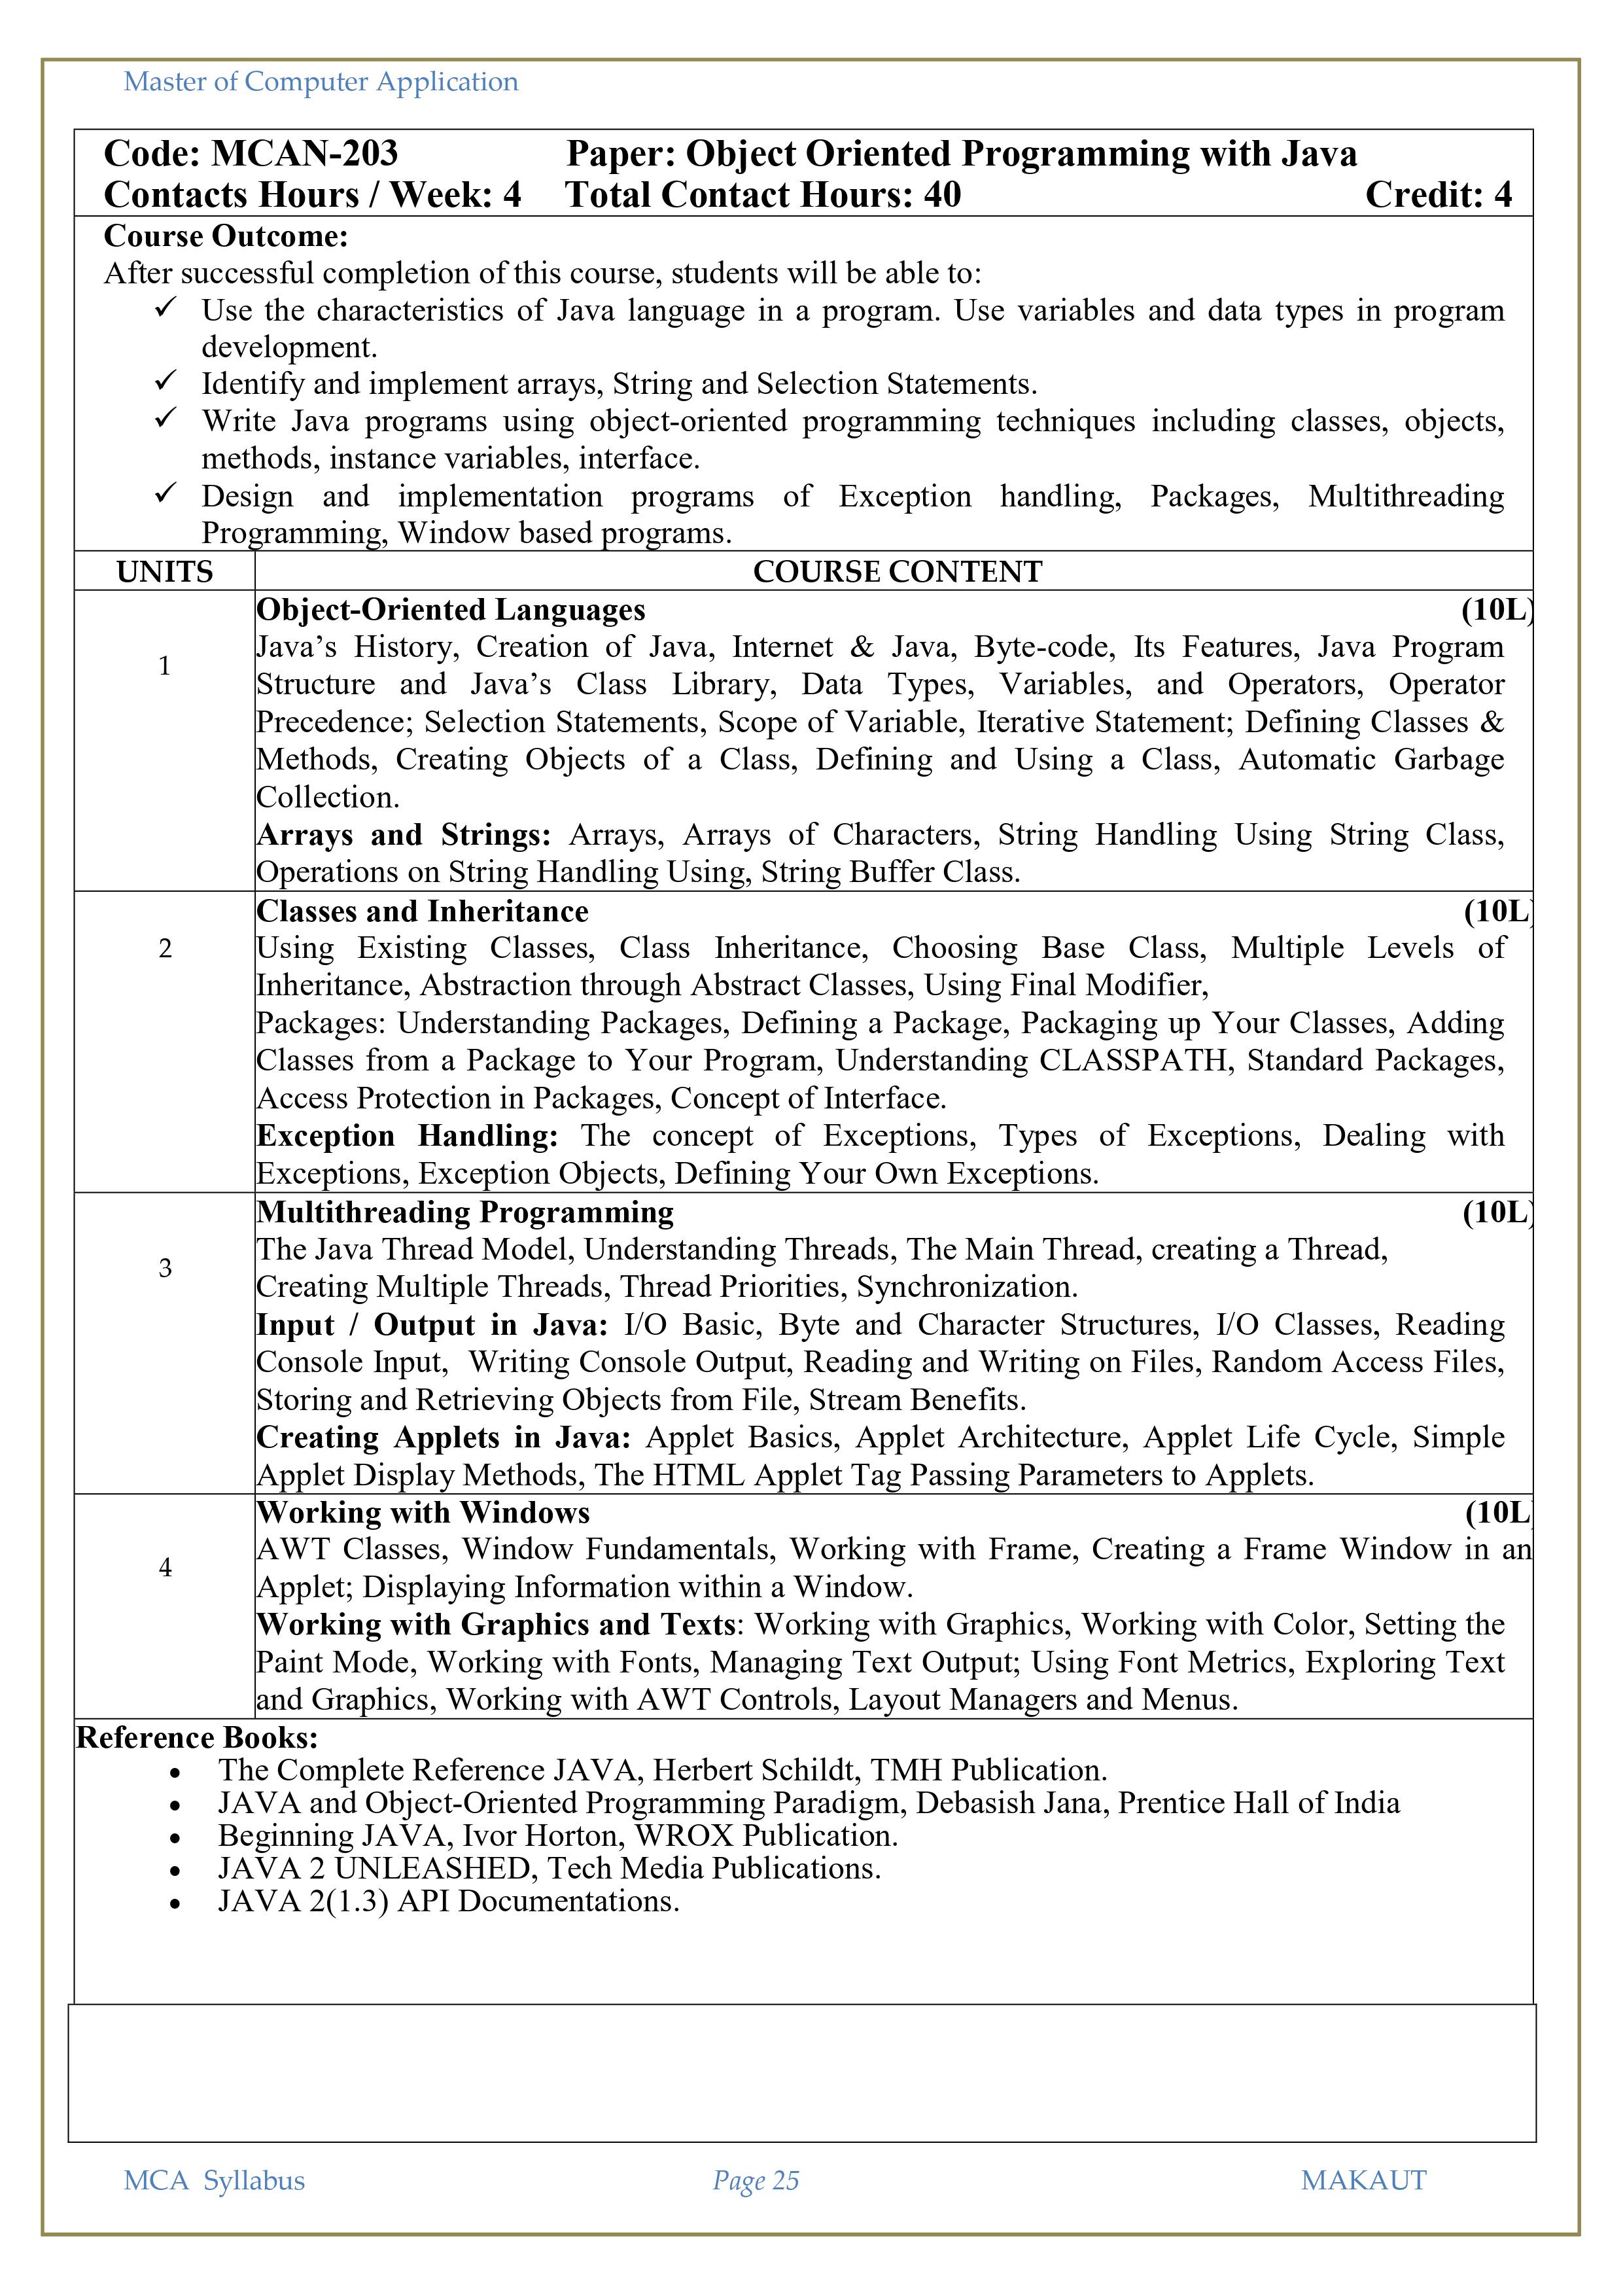 Master of Computer Application
Code: MCAN-203 Paper: Object Oriented Programming with Java
Contacts Hours / Week: 4 Total Contact Hours: 40 Credit: 4
Course Outcome:
After successful completion of this course, students will be able to:
✓ Use the characteristics of Java language in a program. Use variables and data types in program
development.
✓ Identify and implement arrays, String and Selection Statements.
✓ Write Java programs using object-oriented programming techniques including classes, objects,
methods, instance variables, interface.
✓ Design and implementation programs of Exception handling, Packages, Multithreading
Programming, Window based programs.
UNITS COURSE CONTENT
Object-Oriented Languages (10L)
1
Java’s History, Creation of Java, Internet & Java, Byte-code, Its Features, Java Program
Structure and Java’s Class Library, Data Types, Variables, and Operators, Operator
Precedence; Selection Statements, Scope of Variable, Iterative Statement; Defining Classes &
Methods, Creating Objects of a Class, Defining and Using a Class, Automatic Garbage
Collection.
Arrays and Strings: Arrays, Arrays of Characters, String Handling Using String Class,
Operations on String Handling Using, String Buffer Class.
Classes and Inheritance (10L)
2
Using Existing Classes, Class Inheritance, Choosing Base Class, Multiple Levels of
Inheritance, Abstraction through Abstract Classes, Using Final Modifier,
Packages: Understanding Packages, Defining a Package, Packaging up Your Classes, Adding
Classes from a Package to Your Program, Understanding CLASSPATH, Standard Packages,
Access Protection in Packages, Concept of Interface.
Exception Handling: The concept of Exceptions, Types of Exceptions, Dealing with
Exceptions, Exception Objects, Defining Your Own Exceptions.
Multithreading Programming (10L)
3
The Java Thread Model, Understanding Threads, The Main Thread, creating a Thread,
Creating Multiple Threads, Thread Priorities, Synchronization.
Input / Output in Java: I/O Basic, Byte and Character Structures, I/O Classes, Reading
Console Input, Writing Console Output, Reading and Writing on Files, Random Access Files,
Storing and Retrieving Objects from File, Stream Benefits.
Creating Applets in Java: Applet Basics, Applet Architecture, Applet Life Cycle, Simple
Applet Display Methods, The HTML Applet Tag Passing Parameters to Applets.
Working with Windows (10L)
4
AWT Classes, Window Fundamentals, Working with Frame, Creating a Frame Window in an
Applet; Displaying Information within a Window.
Working with Graphics and Texts: Working with Graphics, Working with Color, Setting the
Paint Mode, Working with Fonts, Managing Text Output; Using Font Metrics, Exploring Text
and Graphics, Working with AWT Controls, Layout Managers and Menus.
Reference Books:
• The Complete Reference JAVA, Herbert Schildt, TMH Publication.
• JAVA and Object-Oriented Programming Paradigm, Debasish Jana, Prentice Hall of India
• Beginning JAVA, Ivor Horton, WROX Publication.
• JAVA 2 UNLEASHED, Tech Media Publications.
• JAVA 2(1.3) API Documentations.
MCA Syllabus Page 25 MAKAUT